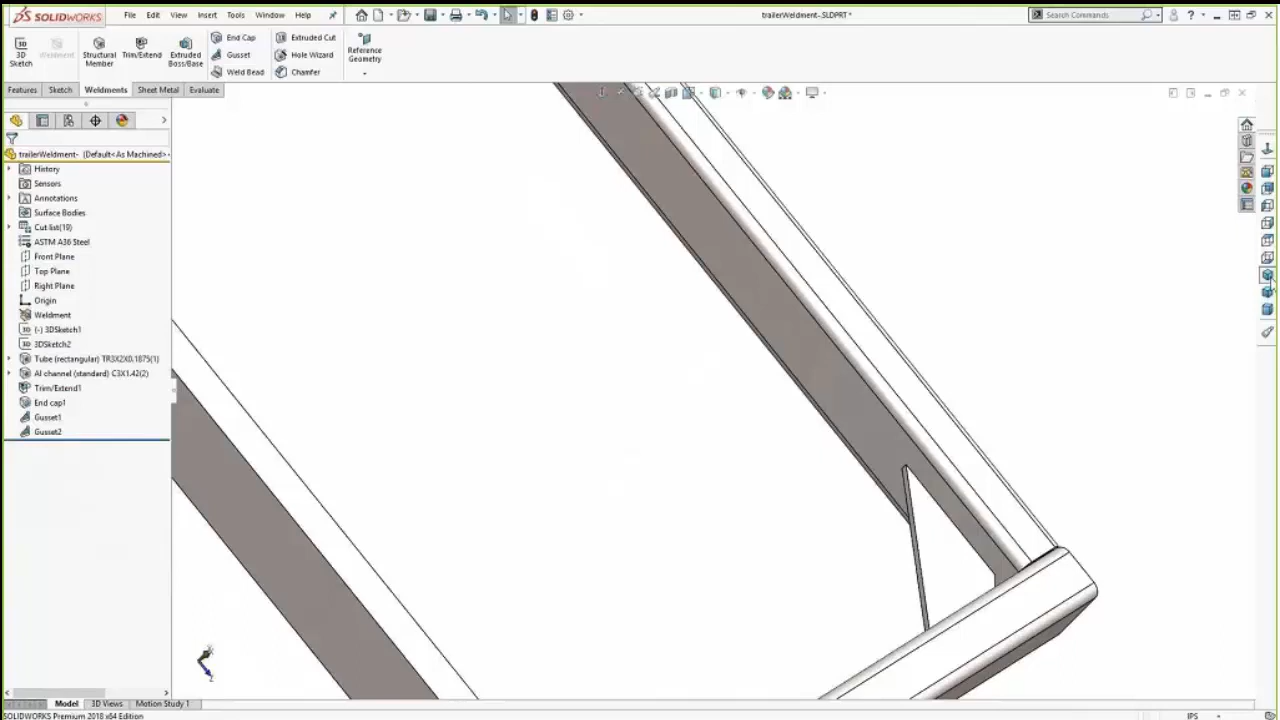 SOLIDWORKS
File Edit View Insert Tools Window Help
trailerWeldment-.SLDPRT *
Search Commands
3D Sketch
Weldment
Structural Member
Trim/Extend
Extruded Boss/Base
End Cap
Gusset
Weld Bead
Extruded Cut
Hole Wizard
Chamfer
Reference Geometry
Features Sketch Weldments Sheet Metal Evaluate
trailerWeldment- (Default<As Machined>
History
Sensors
Annotations
Surface Bodies
Cut list(19)
ASTM A36 Steel
Front Plane
Top Plane
Right Plane
Origin
Weldment
(-) 3DSketch1
3DSketch2
Tube (rectangular) TR3X2X0.1875(1)
AI channel (standard) C3X1.42(2)
Trim/Extend1
End cap1
Gusset1
Gusset2
Model 3D Views Motion Study 1
SOLIDWORKS Premium 2018 x64 Edition
IPS